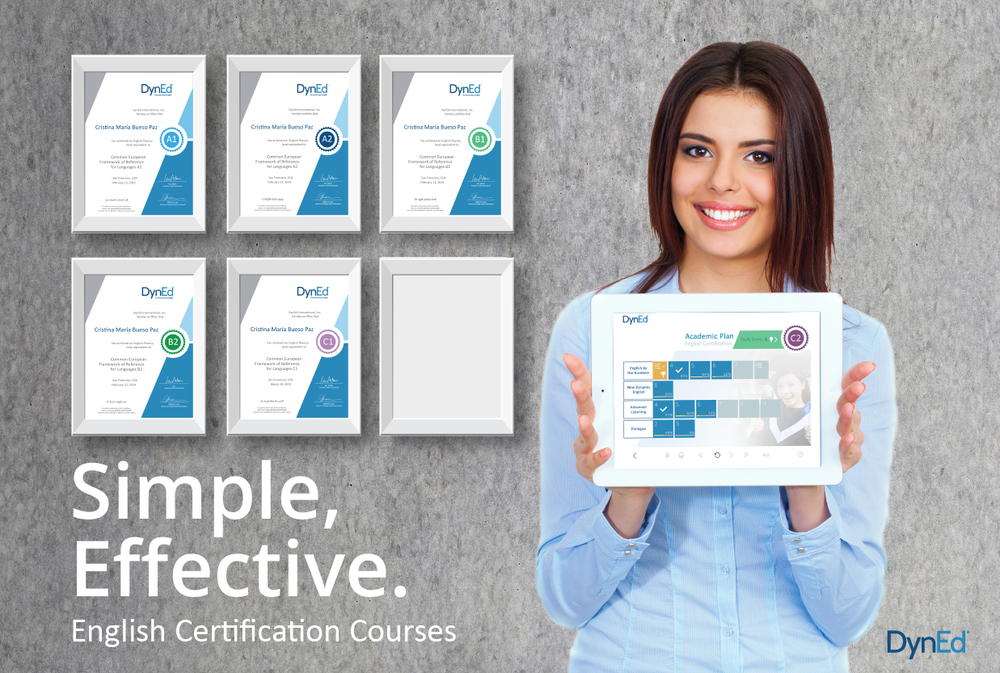 DynEd
DynEd International, Inc.
hereby certifies that
Cristina María Bueso Paz
has achieved an English fluency
level equivalent to
A1
Common European
Framework of Reference
for Languages A1
San Francisco, USA
February 12, 2014
DynEd
DynEd International, Inc.
hereby certifies that
Cristina María Bueso Paz
has achieved an English fluency
level equivalent to
A2
Common European
Framework of Reference
for Languages A2
San Francisco, USA
February 12, 2014
DynEd
DynEd International, Inc.
hereby certifies that
Cristina María Bueso Paz
has achieved an English fluency
level equivalent to
B1
Common European
Framework of Reference
for Languages B1
San Francisco, USA
February 12, 2014
DynEd
DynEd International, Inc.
hereby certifies that
Cristina María Bueso Paz
has achieved an English fluency
level equivalent to
B2
Common European
Framework of Reference
for Languages B2
San Francisco, USA
February 12, 2014
DynEd
DynEd International, Inc.
hereby certifies that
Cristina María Bueso Paz
has achieved an English fluency
level equivalent to
C1
Common European
Framework of Reference
for Languages C1
San Francisco, USA
March 10, 2015
DynEd
Academic Plan
English Certification
C2
English by
the Numbers
4
5
6
New Dynamic
English
Advanced
Listening
5
6
Dialogue
2
3
Aa
Simple,
Effective.
English Certification Courses
DynEd